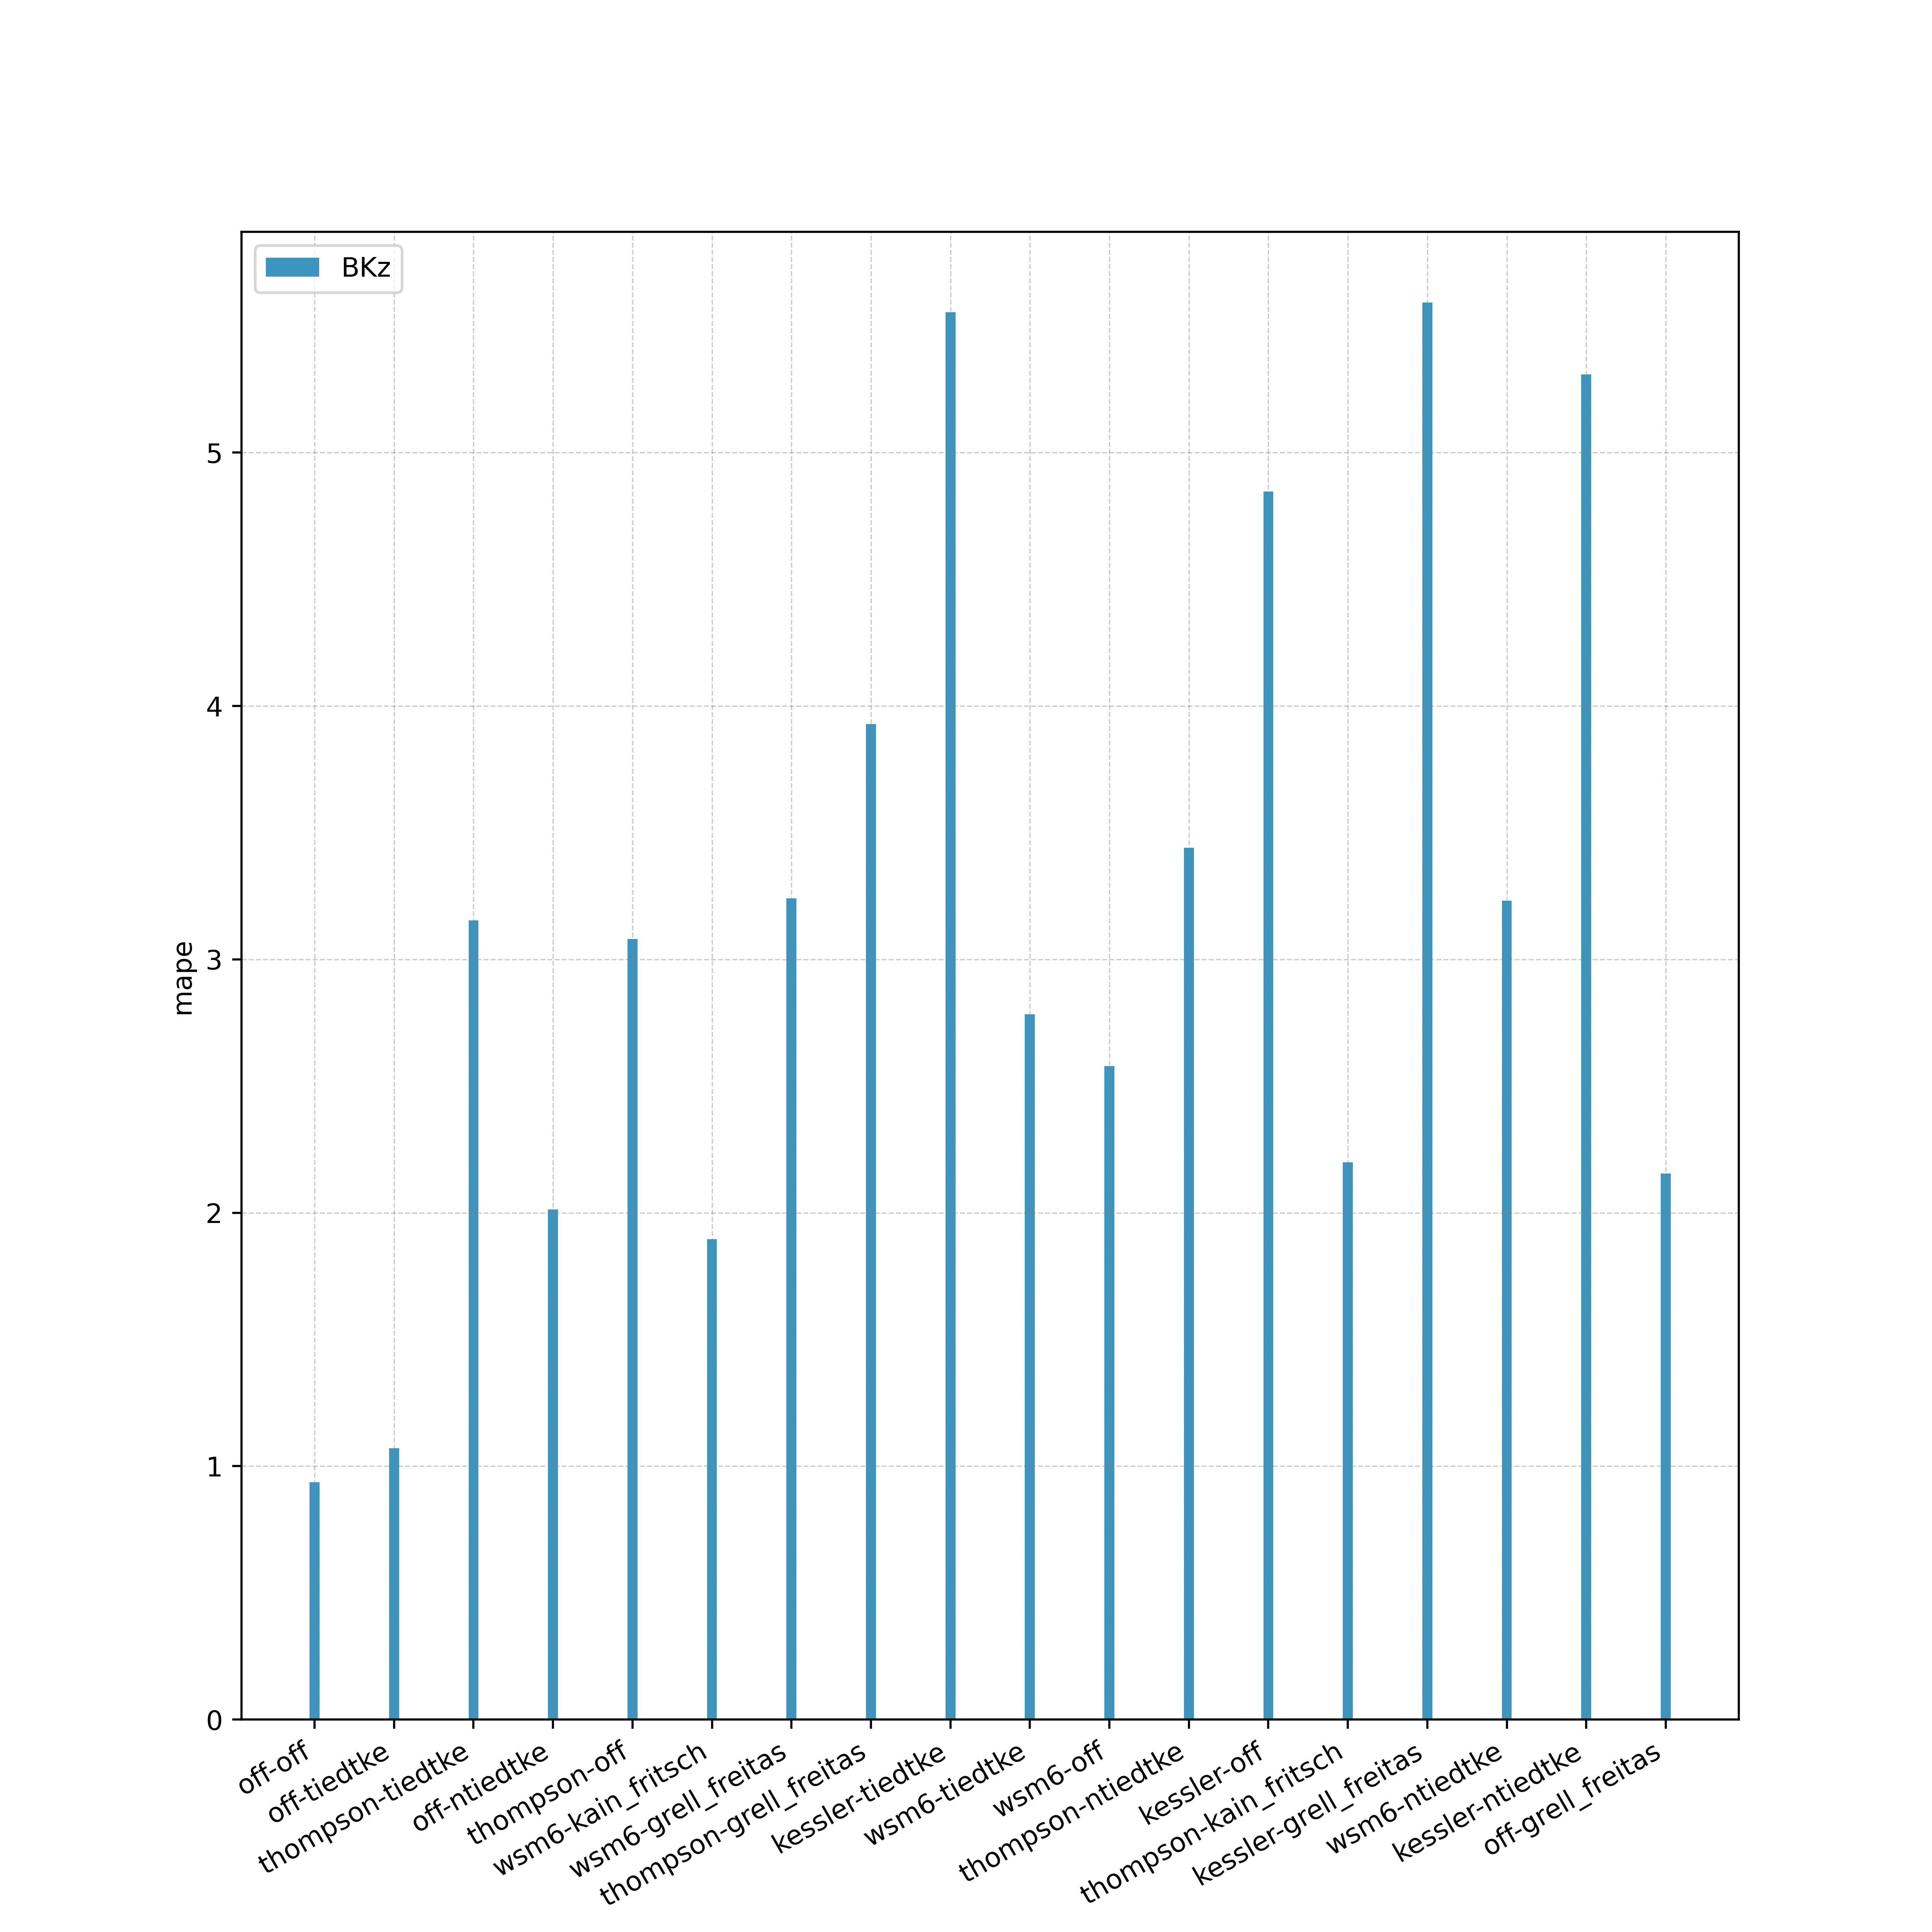 BKz
mape
5
4
3
2
1
0
off-off
off-tiedtke
thompson-tiedtke
off-ntiedtke
thompson-off
wsm6-kain_fritsch
wsm6-grell_freitas
thompson-grell_freitas
kessler-tiedtke
wsm6-tiedtke
wsm6-off
thompson-ntiedtke
kessler-off
thompson-kain_fritsch
kessler-grell_freitas
wsm6-ntiedtke
kessler-ntiedtke
off-grell_freitas